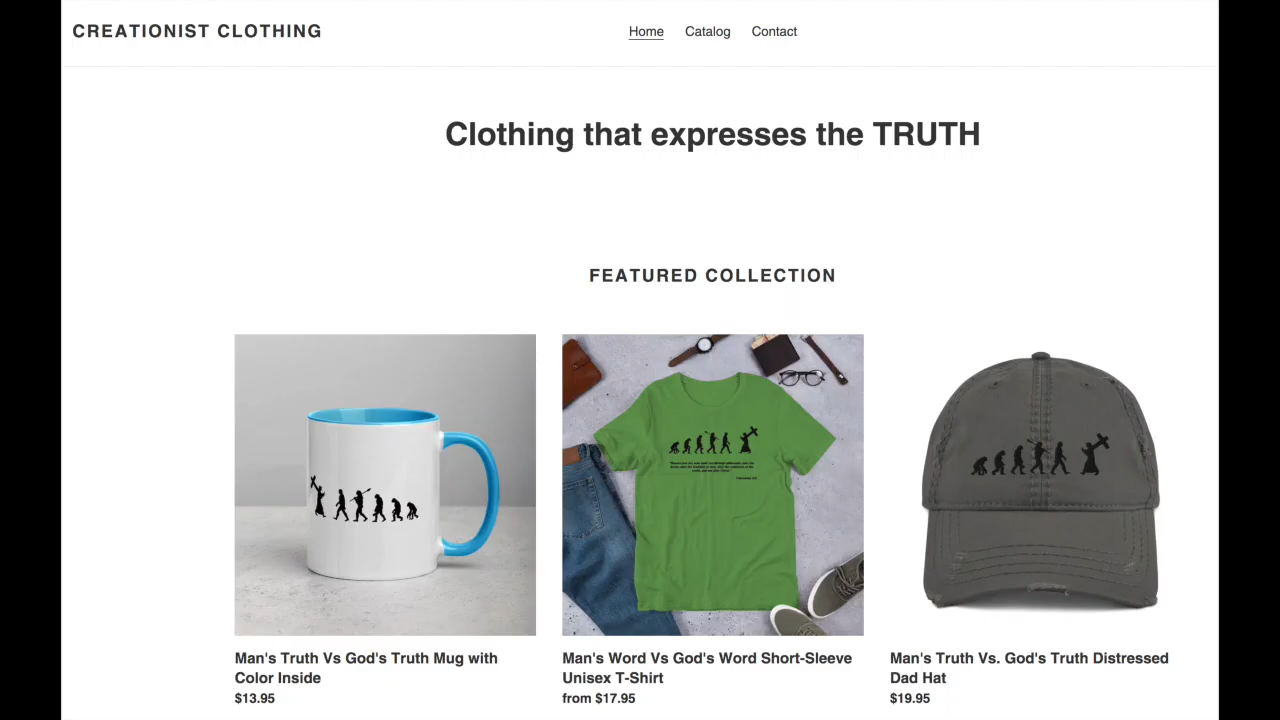 CREATIONIST CLOTHING
Home Catalog Contact
Clothing that expresses the TRUTH
FEATURED COLLECTION
Man's Truth Vs God's Truth Mug with
Color Inside
$13.95
Man's Word Vs God's Word Short-Sleeve
Unisex T-Shirt
from $17.95
Man's Truth Vs. God's Truth Distressed
Dad Hat
$19.95